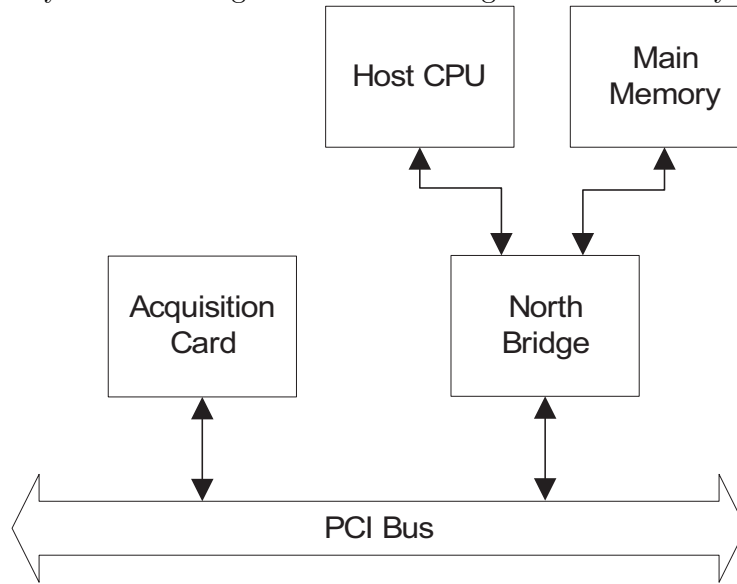 Host CPU
Main
Memory
Acquisition
Card
North
Bridge
PCI Bus